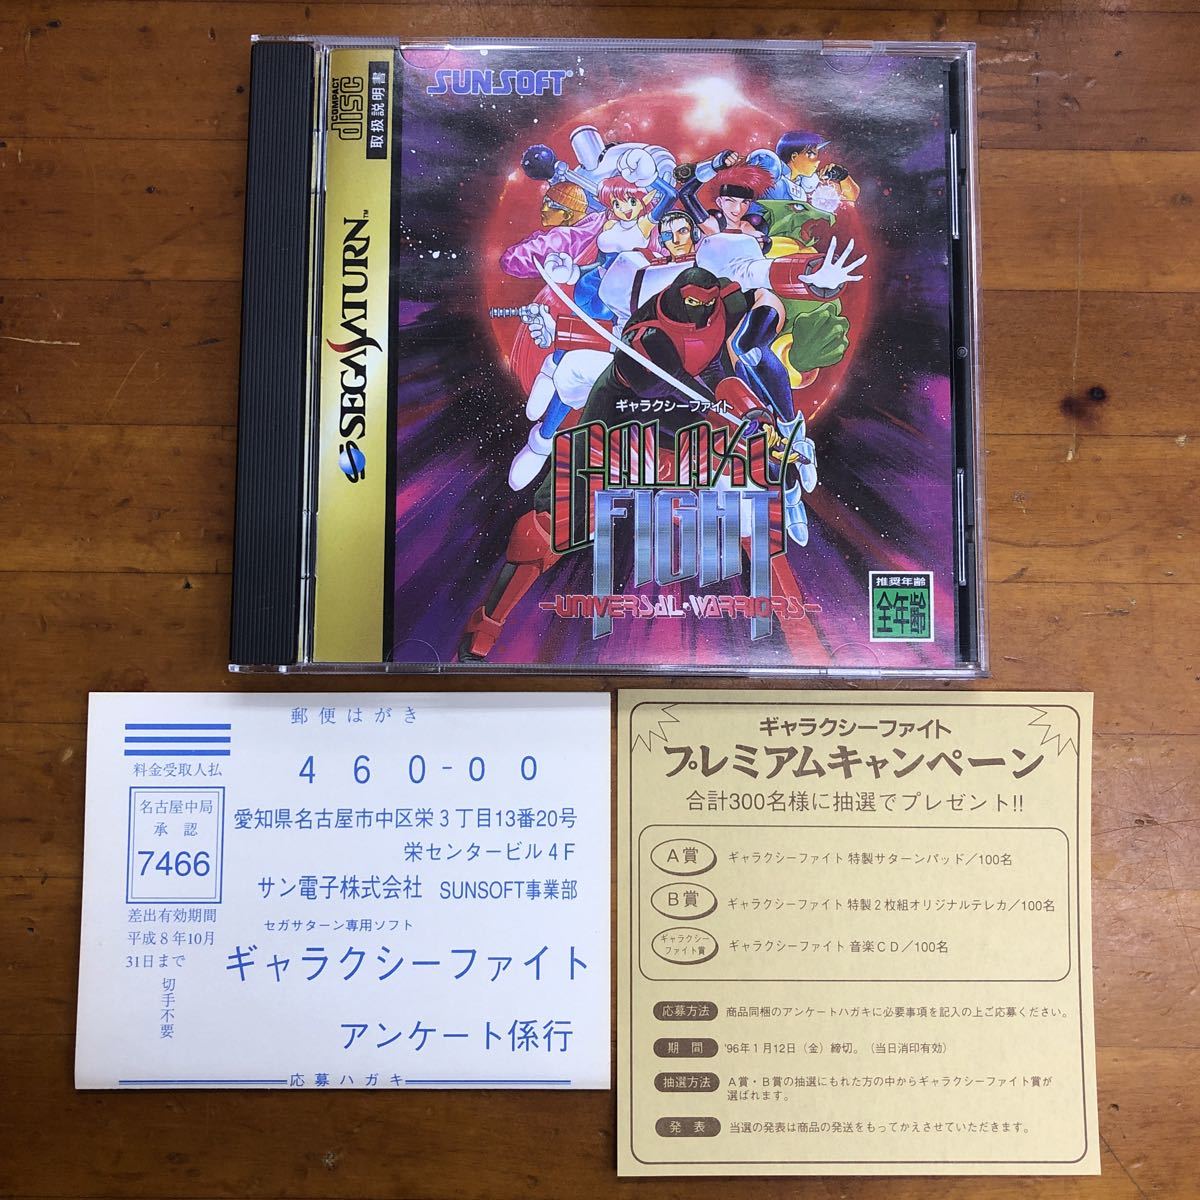 COMPACT
disc
取扱説明書
SEGA SATURN™
SUNSOFT®
ギャラクシーファイト
GALAXY
FIGHT
-UNIVERSAL・WARRIORS-
推奨年齢
全年齢
郵便はがき
料金受取人払
名古屋中局
承認
7466
差出有効期間
平成8年10月
31日まで
切手不要
460-00
愛知県名古屋市中区栄3丁目13番20号
栄センタービル4F
サン電子株式会社 SUNSOFT事業部
セガサターン専用ソフト
ギャラクシーファイト
アンケート係行
応募ハガキ
ギャラクシーファイト
プレミアムキャンペーン
合計300名様に抽選でプレゼント!!
A賞 ギャラクシーファイト 特製サターンパッド/100名
B賞 ギャラクシーファイト 特製2枚組オリジナルテレカ/100名
ギャラクシーファイト賞 ギャラクシーファイト 音楽CD/100名
応募方法 商品同梱のアンケートハガキに必要事項を記入の上ご応募ください。
期間 '96年1月12日(金)締切。(当日消印有効)
抽選方法 A賞・B賞の抽選にもれた方の中からギャラクシーファイト賞が
選ばれます。
発表 当選の発表は商品の発送をもってかえさせていただきます。